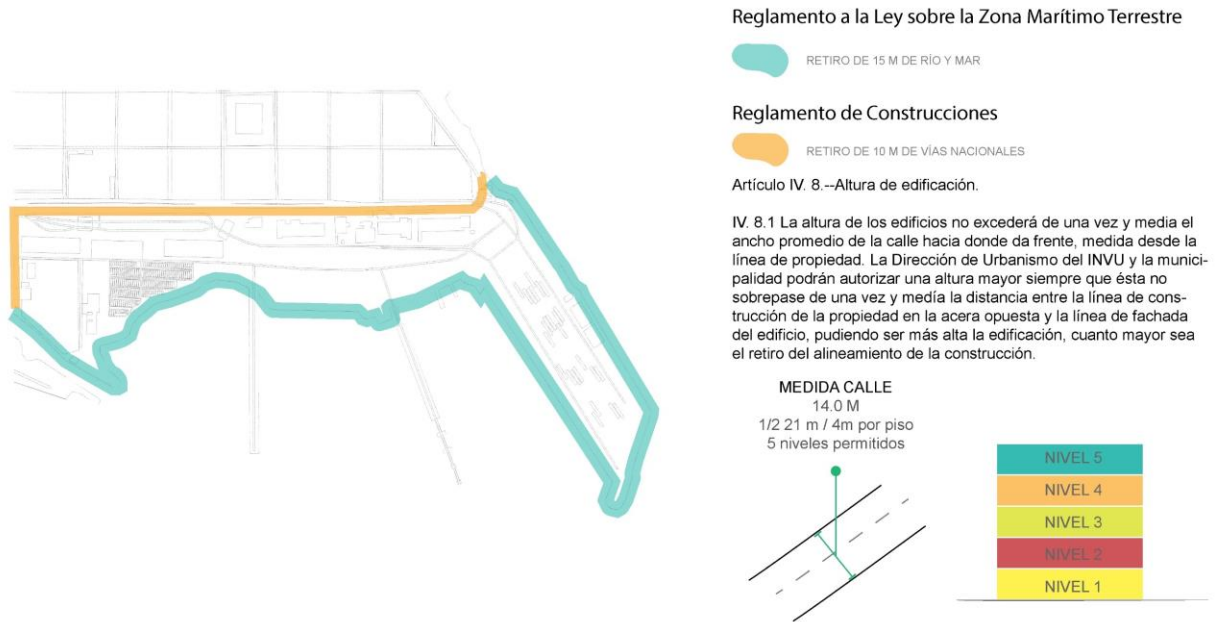 Reglamento a la Ley sobre la Zona Marítimo Terrestre
RETIRO DE 15 M DE RÍO Y MAR
Reglamento de Construcciones
RETIRO DE 10 M DE VÍAS NACIONALES
Artículo IV. 8.--Altura de edificación.
IV. 8.1 La altura de los edificios no excederá de una vez y media el
ancho promedio de la calle hacia donde da frente, medida desde la
línea de propiedad. La Dirección de Urbanismo del INVU y la munici-
palidad podrán autorizar una altura mayor siempre que ésta no
sobrepase de una vez y medía la distancia entre la línea de cons-
trucción de la propiedad en la acera opuesta y la línea de fachada
del edificio, pudiendo ser más alta la edificación, cuanto mayor sea
el retiro del alineamiento de la construcción.
MEDIDA CALLE
14.0 M
1/2 21 m / 4m por piso
5 niveles permitidos
NIVEL 5
NIVEL 4
NIVEL 3
NIVEL 2
NIVEL 1